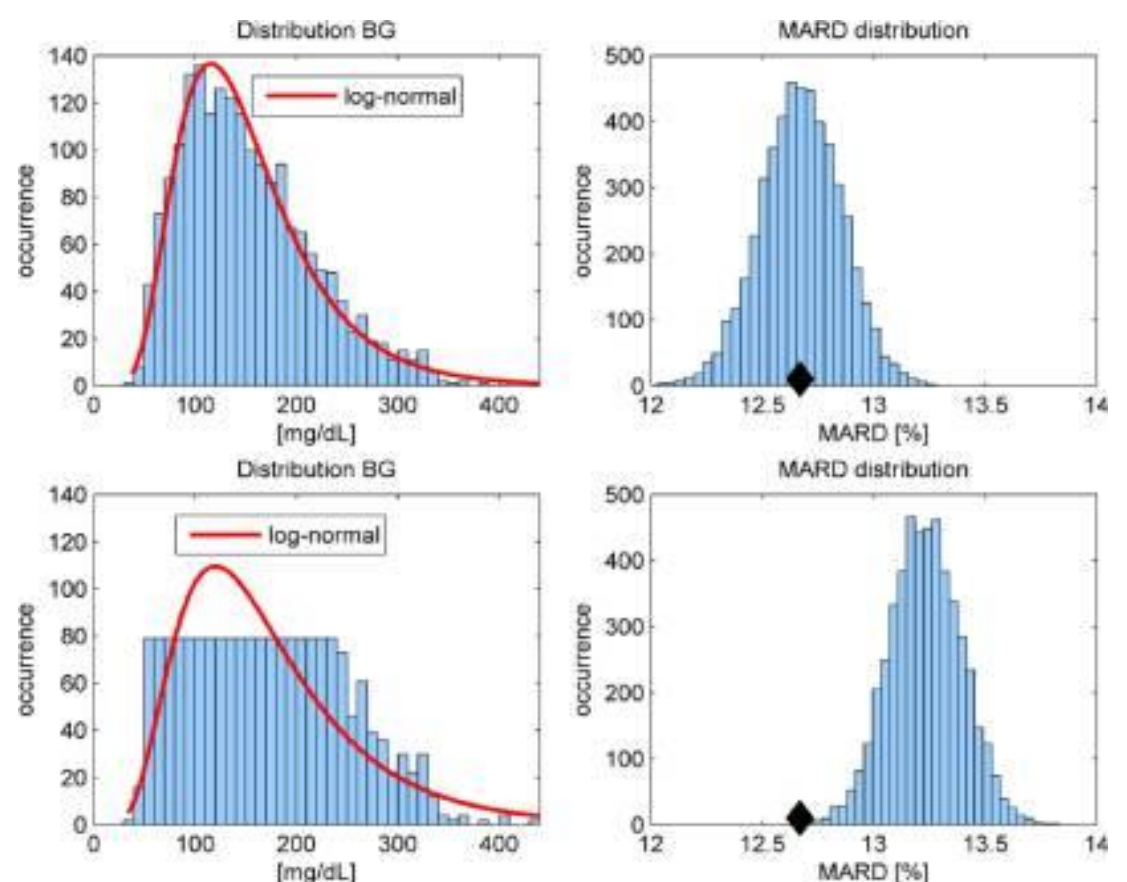 Distribution BG
140
120
100
80
60
40
20
0
occurrence
log-normal
0 100 200 300 400
[mg/dL]
MARD distribution
500
400
300
200
100
0
occurrence
12 12.5 13 13.5 14
MARD [%]
Distribution BG
140
120
100
80
60
40
20
0
occurrence
log-normal
0 100 200 300 400
[mg/dL]
MARD distribution
500
400
300
200
100
0
occurrence
12 12.5 13 13.5 14
MARD [%]